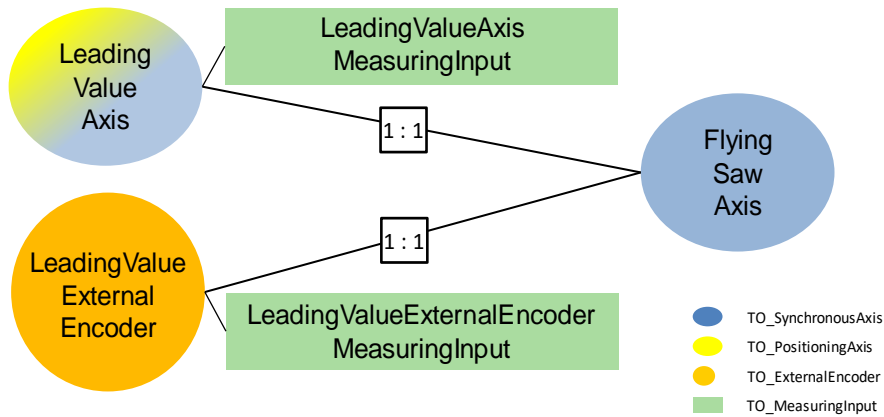 Leading
Value
Axis
LeadingValueAxis
MeasuringInput
1 : 1
Flying
Saw
Axis
1 : 1
LeadingValue
External
Encoder
LeadingValueExternalEncoder
MeasuringInput
TO_SynchronousAxis
TO_PositioningAxis
TO_ExternalEncoder
TO_MeasuringInput